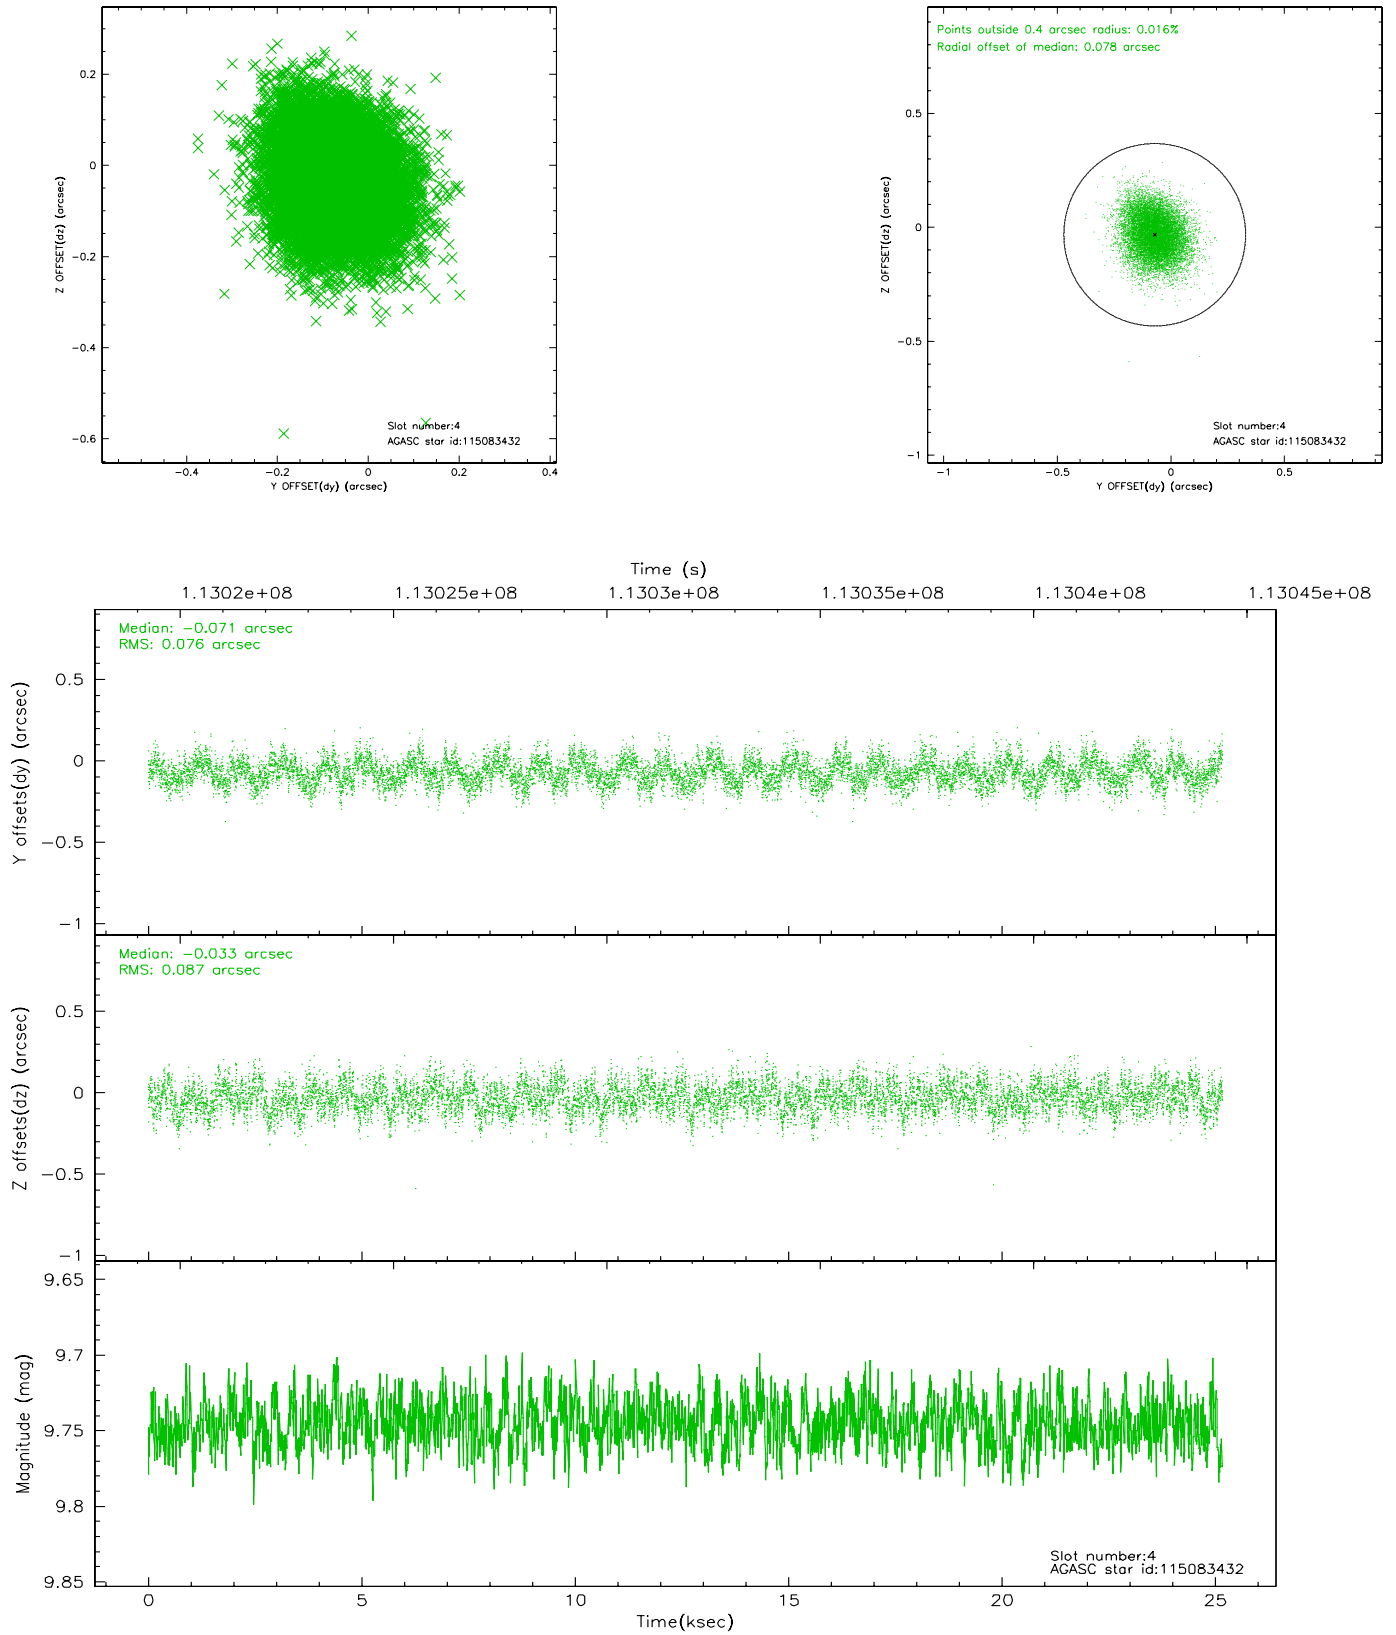 0.2
0
−0.2
−0.4
−0.6
Z OFFSET(dz) (arcsec)
Slot number:4
AGASC star id:115083432
−0.4
−0.2
0
0.2
0.4
Y OFFSET(dy) (arcsec)
Points outside 0.4 arcsec radius: 0.016%
Radial offset of median: 0.078 arcsec
0.5
0
−0.5
−1
Z OFFSET(dz) (arcsec)
Slot number:4
AGASC star id:115083432
−1
−0.5
0
0.5
Y OFFSET(dy) (arcsec)
Time (s)
1.1302e+08
1.13025e+08
1.1303e+08
1.13035e+08
1.1304e+08
1.13045e+08
Median: −0.071 arcsec
RMS: 0.076 arcsec
0.5
0
−0.5
−1
Y offsets(dy) (arcsec)
Median: −0.033 arcsec
RMS: 0.087 arcsec
0.5
0
−0.5
−1
Z offsets(dz) (arcsec)
9.65
9.7
9.75
9.8
9.85
Magnitude (mag)
Slot number:4
AGASC star id:115083432
0
5
10
15
20
25
Time(ksec)